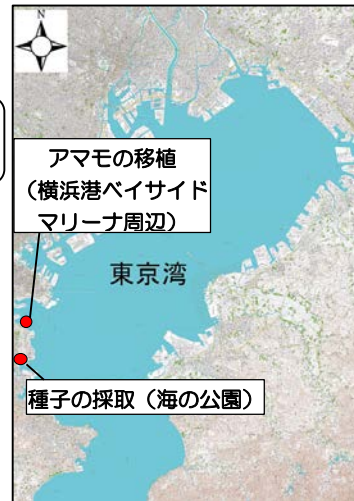 N
アマモの移植
（横浜港ベイサイド
マリーナ周辺）
東京湾
種子の採取（海の公園）